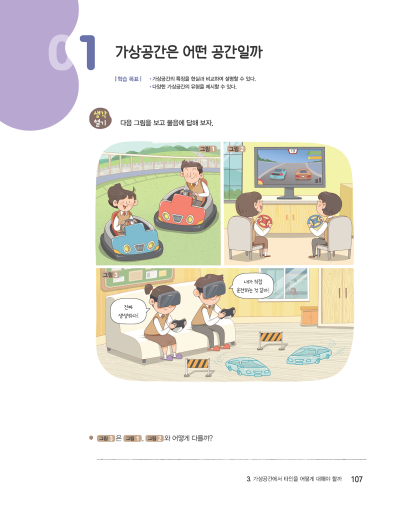 01
가상공간은 어떤 공간일까
| 학습 목표 | • 가상공간의 특징을 현실과 비교하여 설명할 수 있다.
• 다양한 가상공간의 유형을 제시할 수 있다.
생각
열기
다음 그림을 보고 물음에 답해 보자.
그림 1
그림 2
그림 3
진짜
생생하다!
내가 직접
운전하는 것 같아!
그림 3 은 그림 1, 그림 2 와 어떻게 다를까?
3. 가상공간에서 타인을 어떻게 대해야 할까 107